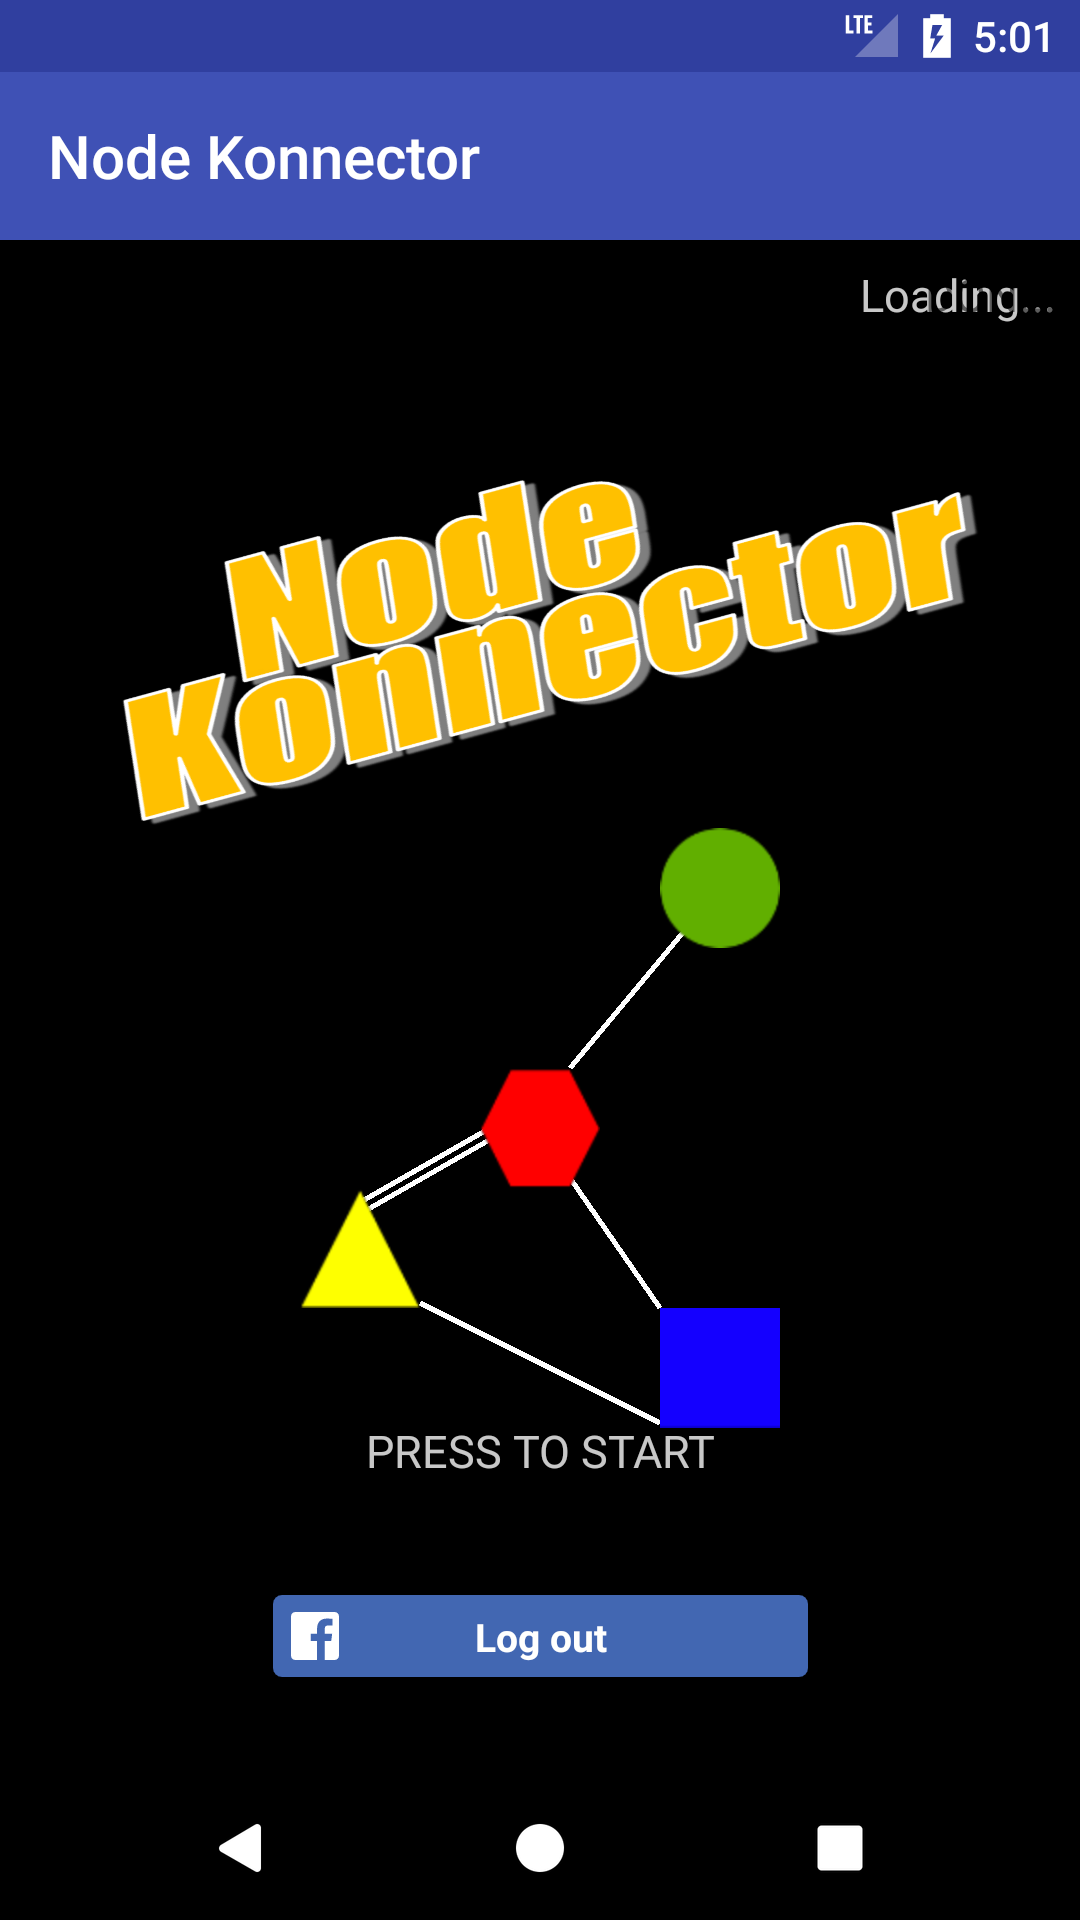 LTE 5:01
Node Konnector
Loading...
Node
Konnector
PRESS TO START
Log out